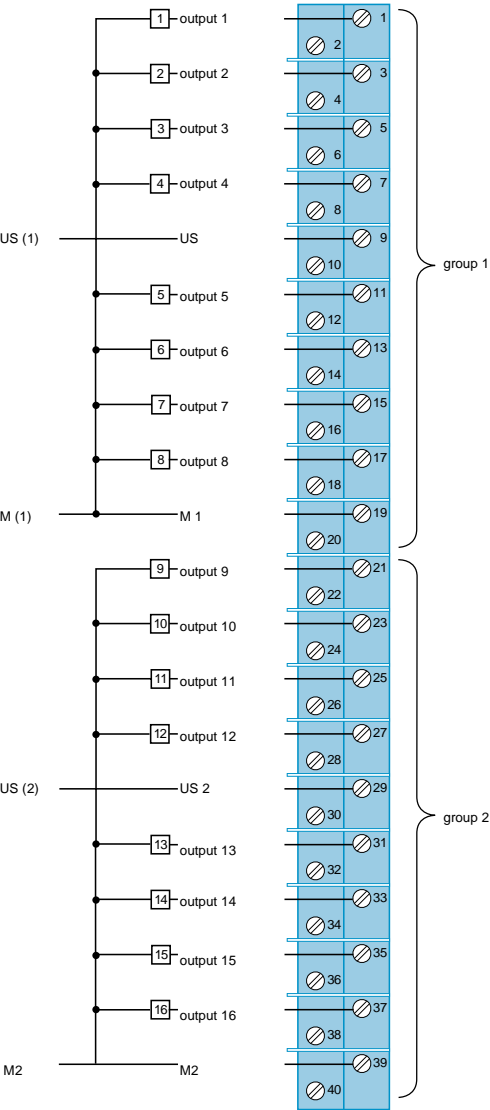 1 output 1 1
2
2 output 2 3
4
3 output 3 5
6
4 output 4 7
8
US (1) US 9
10 group 1
5 output 5 11
12
6 output 6 13
14
7 output 7 15
16
8 output 8 17
18
M (1) M 1 19
20
9 output 9 21
22
10 output 10 23
24
11 output 11 25
26
12 output 12 27
28
US (2) US 2 29
30 group 2
13 output 13 31
32
14 output 14 33
34
15 output 15 35
36
16 output 16 37
38
M2 M2 39
40